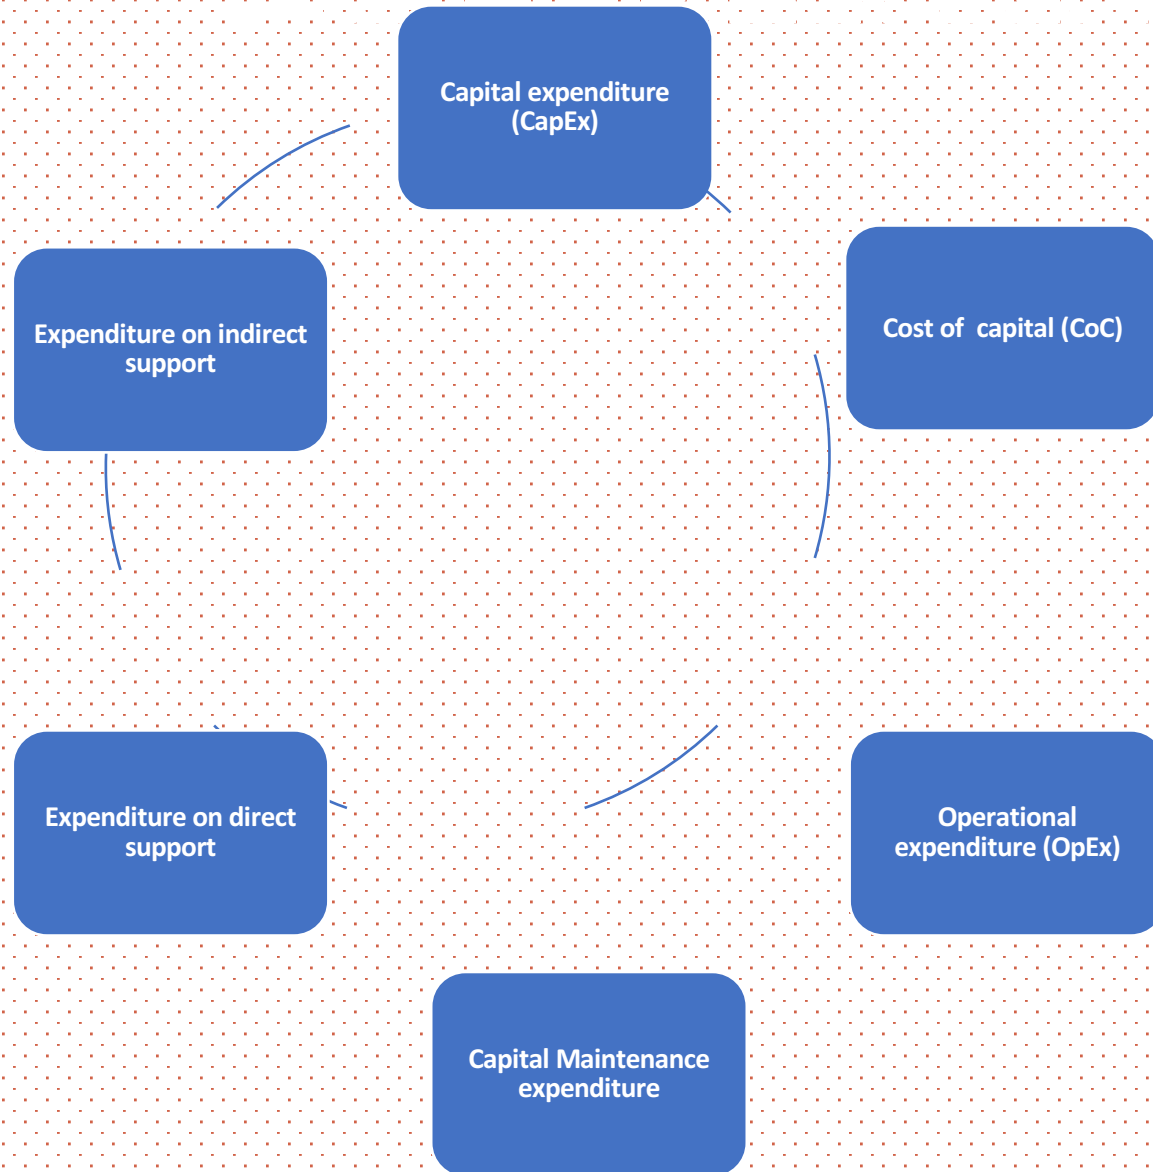 Capital expenditure
(CapEx)
Cost of  capital (CoC)
Operational
expenditure (OpEx)
Capital Maintenance
expenditure
Expenditure on direct
support
Expenditure on indirect
support